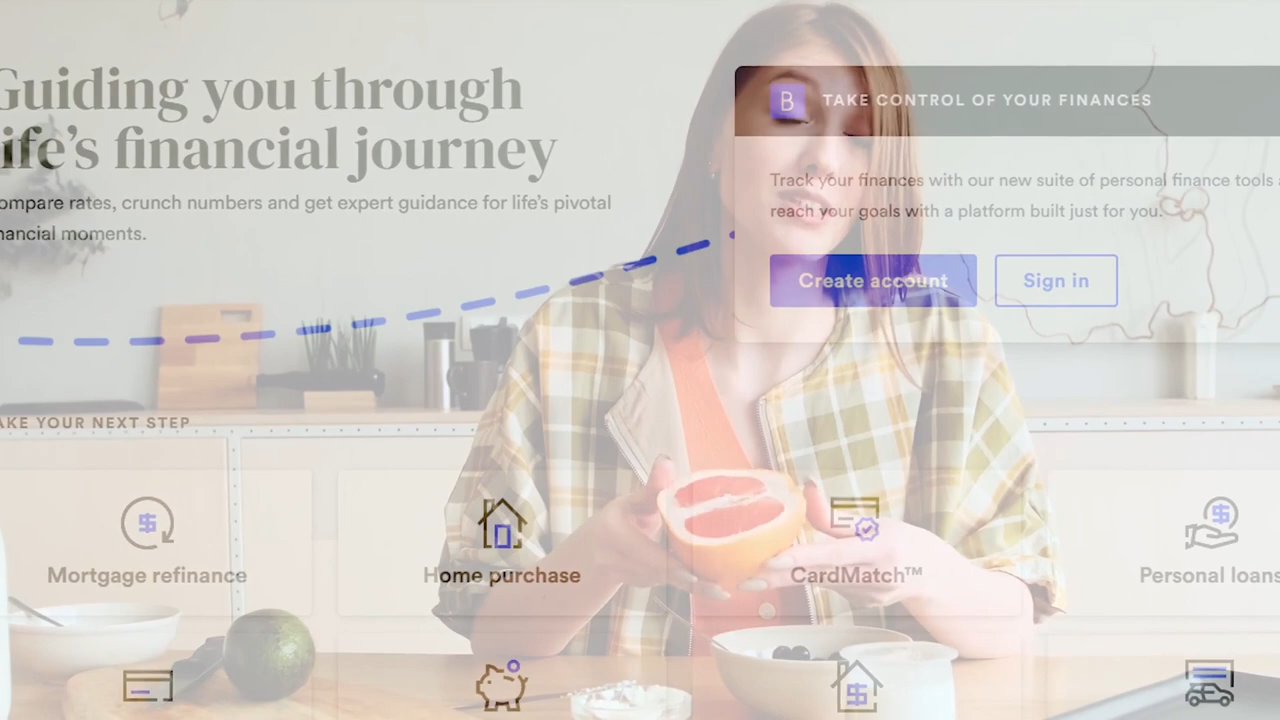 Guiding you through
life's financial journey
ompare rates, crunch numbers and get expert guidance for life's pivotal
nancial moments.
B TAKE CONTROL OF YOUR FINANCES
Track your finances with our new suite of personal finance tools
reach your goals with a platform built just for you.
Create account
Sign in
AKE YOUR NEXT STEP
Mortgage refinance
Home purchase
CardMatch™
Personal loans